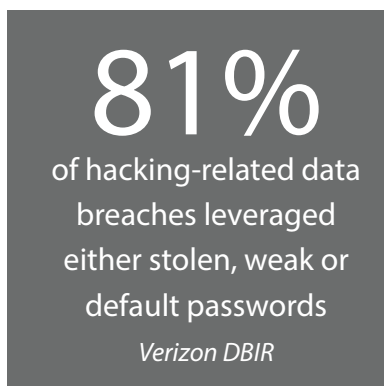 81%
of hacking-related data
breaches leveraged
either stolen, weak or
default passwords
Verizon DBIR